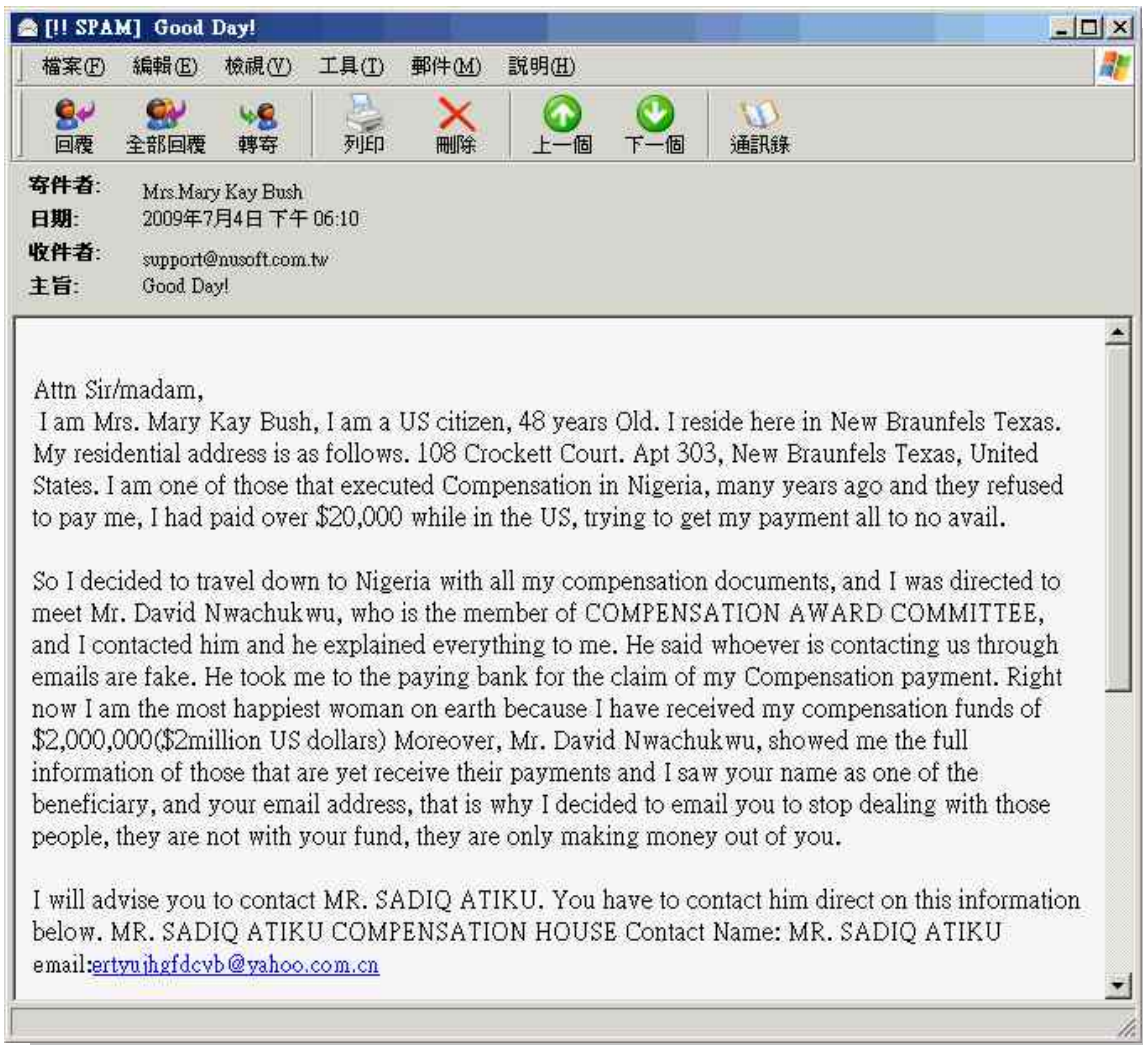 [!! SPAM] Good Day!
檔案(F) 編輯(E) 檢視(V) 工具(T) 郵件(M) 說明(H)
回覆 全部回覆 轉寄 列印 刪除 上一個 下一個 通訊錄
寄件者: Mrs.Mary Kay Bush
日期: 2009年7月4日 下午 06:10
收件者: support@nusoft.com.tw
主旨: Good Day!
Attn Sir/madam,
I am Mrs. Mary Kay Bush, I am a US citizen, 48 years Old. I reside here in New Braunfels Texas.
My residential address is as follows. 108 Crockett Court. Apt 303, New Braunfels Texas, United
States. I am one of those that executed Compensation in Nigeria, many years ago and they refused
to pay me, I had paid over $20,000 while in the US, trying to get my payment all to no avail.
So I decided to travel down to Nigeria with all my compensation documents, and I was directed to
meet Mr. David Nwachukwu, who is the member of COMPENSATION AWARD COMMITTEE,
and I contacted him and he explained everything to me. He said whoever is contacting us through
emails are fake. He took me to the paying bank for the claim of my Compensation payment. Right
now I am the most happiest woman on earth because I have received my compensation funds of
$2,000,000($2million US dollars) Moreover, Mr. David Nwachukwu, showed me the full
information of those that are yet receive their payments and I saw your name as one of the
beneficiary, and your email address, that is why I decided to email you to stop dealing with those
people, they are not with your fund, they are only making money out of you.
I will advise you to contact MR. SADIQ ATIKU. You have to contact him direct on this information
below. MR. SADIQ ATIKU COMPENSATION HOUSE Contact Name: MR. SADIQ ATIKU
email:ertyujhgfdcvb@yahoo.com.cn